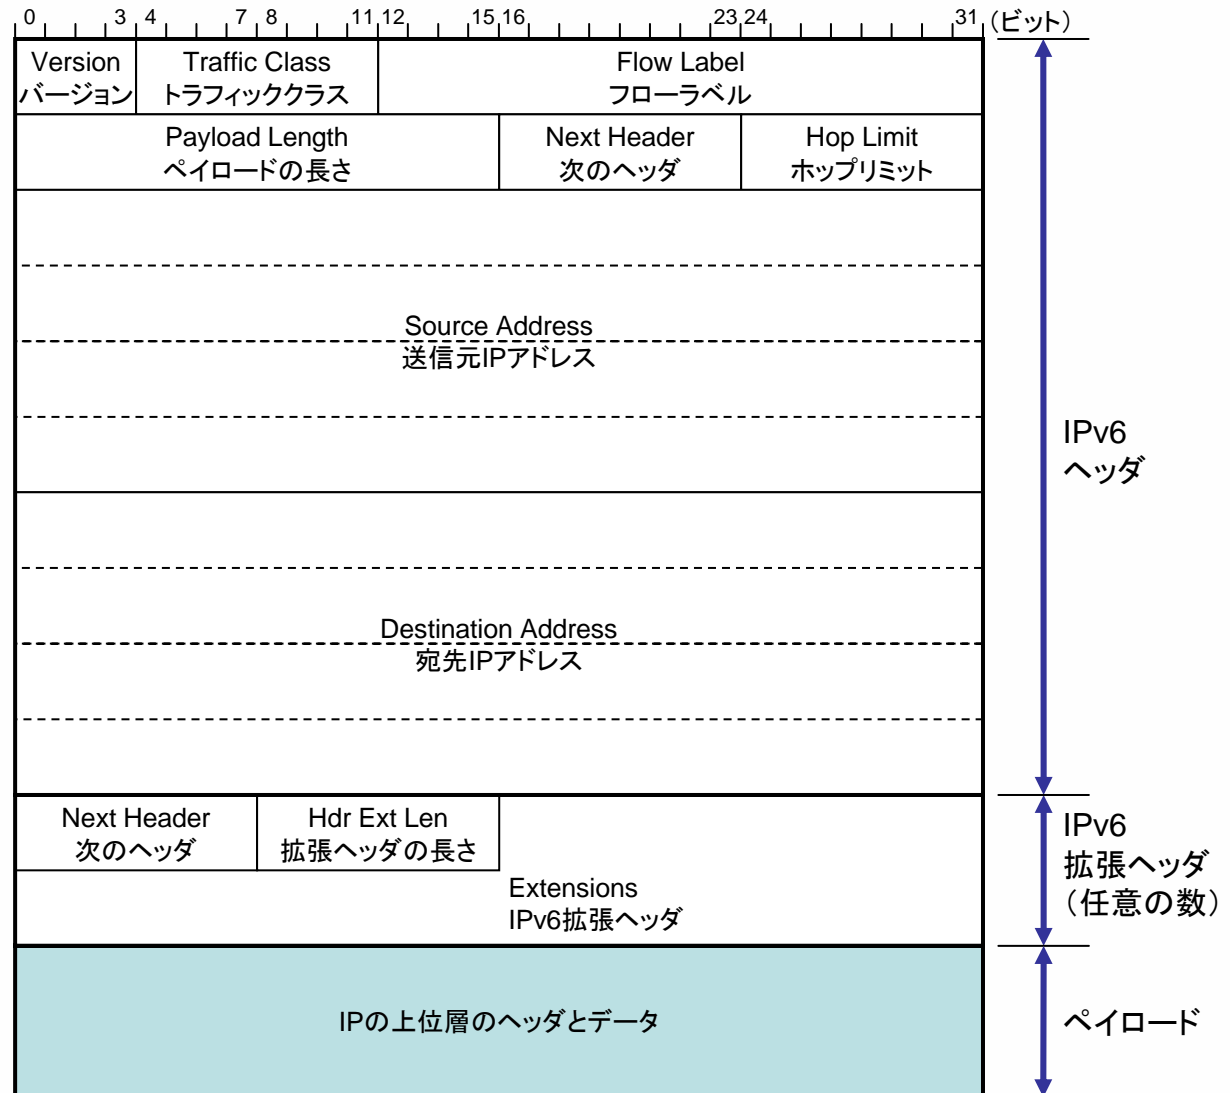 0 3 4 7 8 11 12 15 16 23 24 31 (ビット)
Version
バージョン
Traffic Class
トラフィッククラス
Flow Label
フローラベル
Payload Length
ペイロードの長さ
Next Header
次のヘッダ
Hop Limit
ホップリミット
Source Address
送信元IPアドレス
Destination Address
宛先IPアドレス
IPv6
ヘッダ
Next Header
次のヘッダ
Hdr Ext Len
拡張ヘッダの長さ
Extensions
IPv6拡張ヘッダ
IPv6
拡張ヘッダ
(任意の数)
IPの上位層のヘッダとデータ
ペイロード